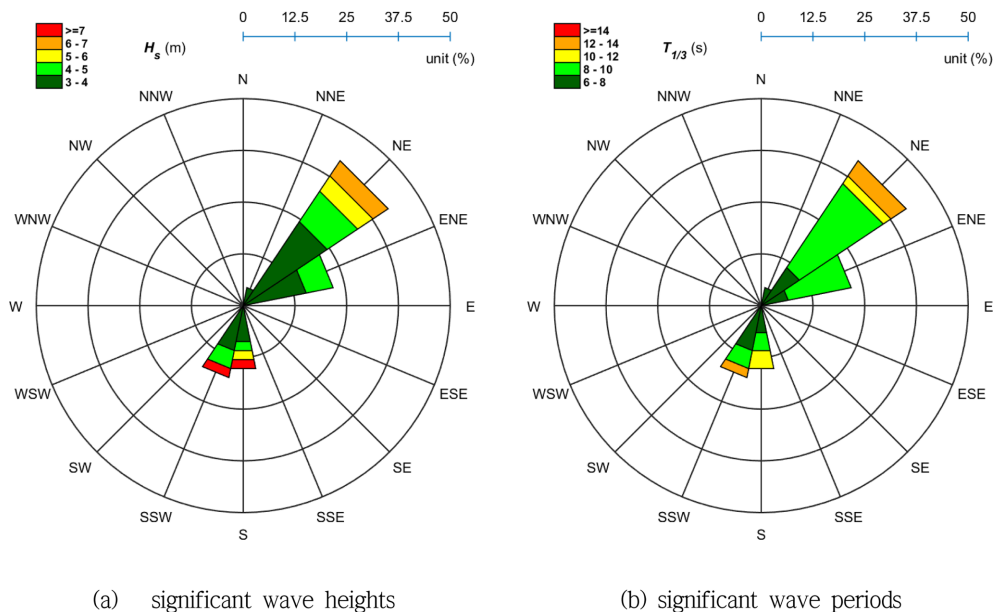 0 12.5 25 37.5 50
unit (%)
Hs (m)
>=7
6 - 7
5 - 6
4 - 5
3 - 4
N
NNE
NE
ENE
E
ESE
SE
SSE
S
SSW
SW
WSW
W
WNW
NW
NNW
(a) significant wave heights
0 12.5 25 37.5 50
unit (%)
T1/3 (s)
>=14
12 - 14
10 - 12
8 - 10
6 - 8
N
NNE
NE
ENE
E
ESE
SE
SSE
S
SSW
SW
WSW
W
WNW
NW
NNW
(b) significant wave periods